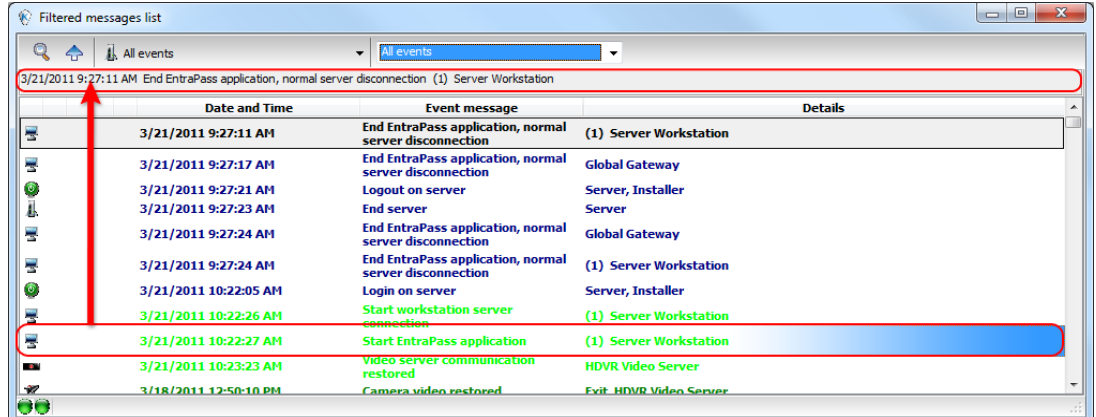 Filtered messages list
All events
All events
3/21/2011 9:27:11 AM End EntraPass application, normal server disconnection (1) Server Workstation
Date and Time Event message Details
3/21/2011 9:27:11 AM End EntraPass application, normal server disconnection (1) Server Workstation
3/21/2011 9:27:17 AM End EntraPass application, normal server disconnection Global Gateway
3/21/2011 9:27:21 AM Logout on server Server, Installer
3/21/2011 9:27:23 AM End server Server
3/21/2011 9:27:24 AM End EntraPass application, normal server disconnection Global Gateway
3/21/2011 9:27:24 AM End EntraPass application, normal server disconnection (1) Server Workstation
3/21/2011 10:22:05 AM Login on server Server, Installer
3/21/2011 10:22:26 AM Start workstation server connection (1) Server Workstation
3/21/2011 10:22:27 AM Start EntraPass application (1) Server Workstation
3/21/2011 10:23:23 AM Video server communication restored HDVR Video Server
3/18/2011 12:50:10 PM Camera video restored Exit, HDVR Video Server